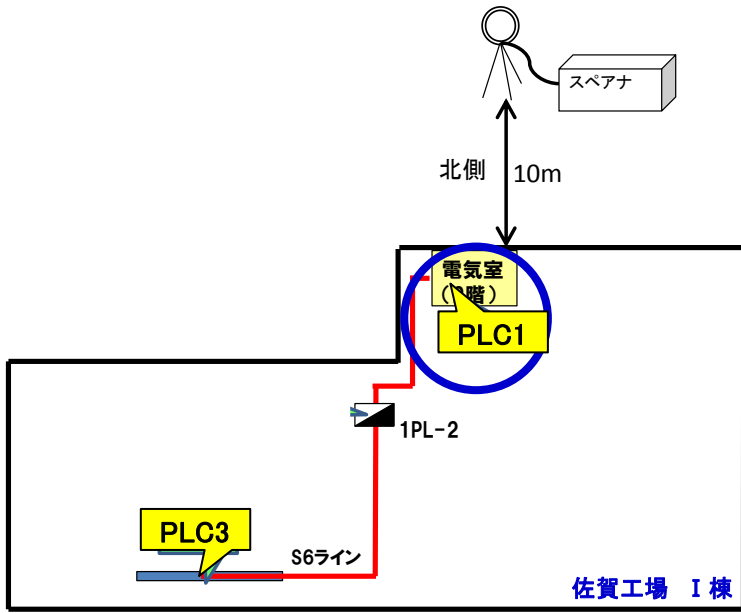 スペアナ
北側
10m
電気室
( 階)
PLC1
1PL-2
PLC3
S6ライン
佐賀工場 I 棟